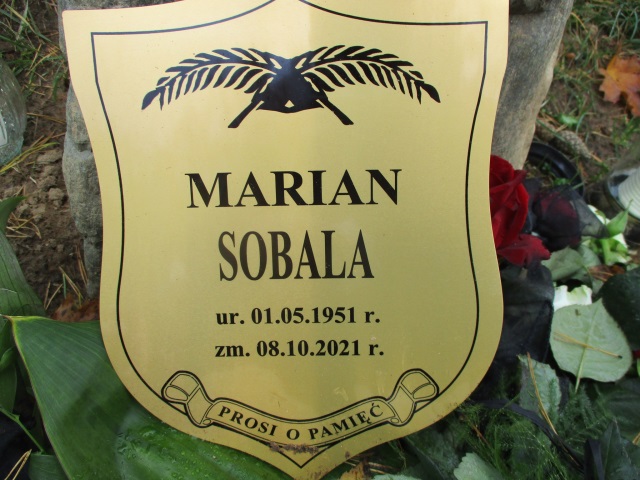 MARIAN
SOBALA
ur. 01.05.1951 r.
zm. 08.10.2021 r.
PROSI O PAMIĘĆ